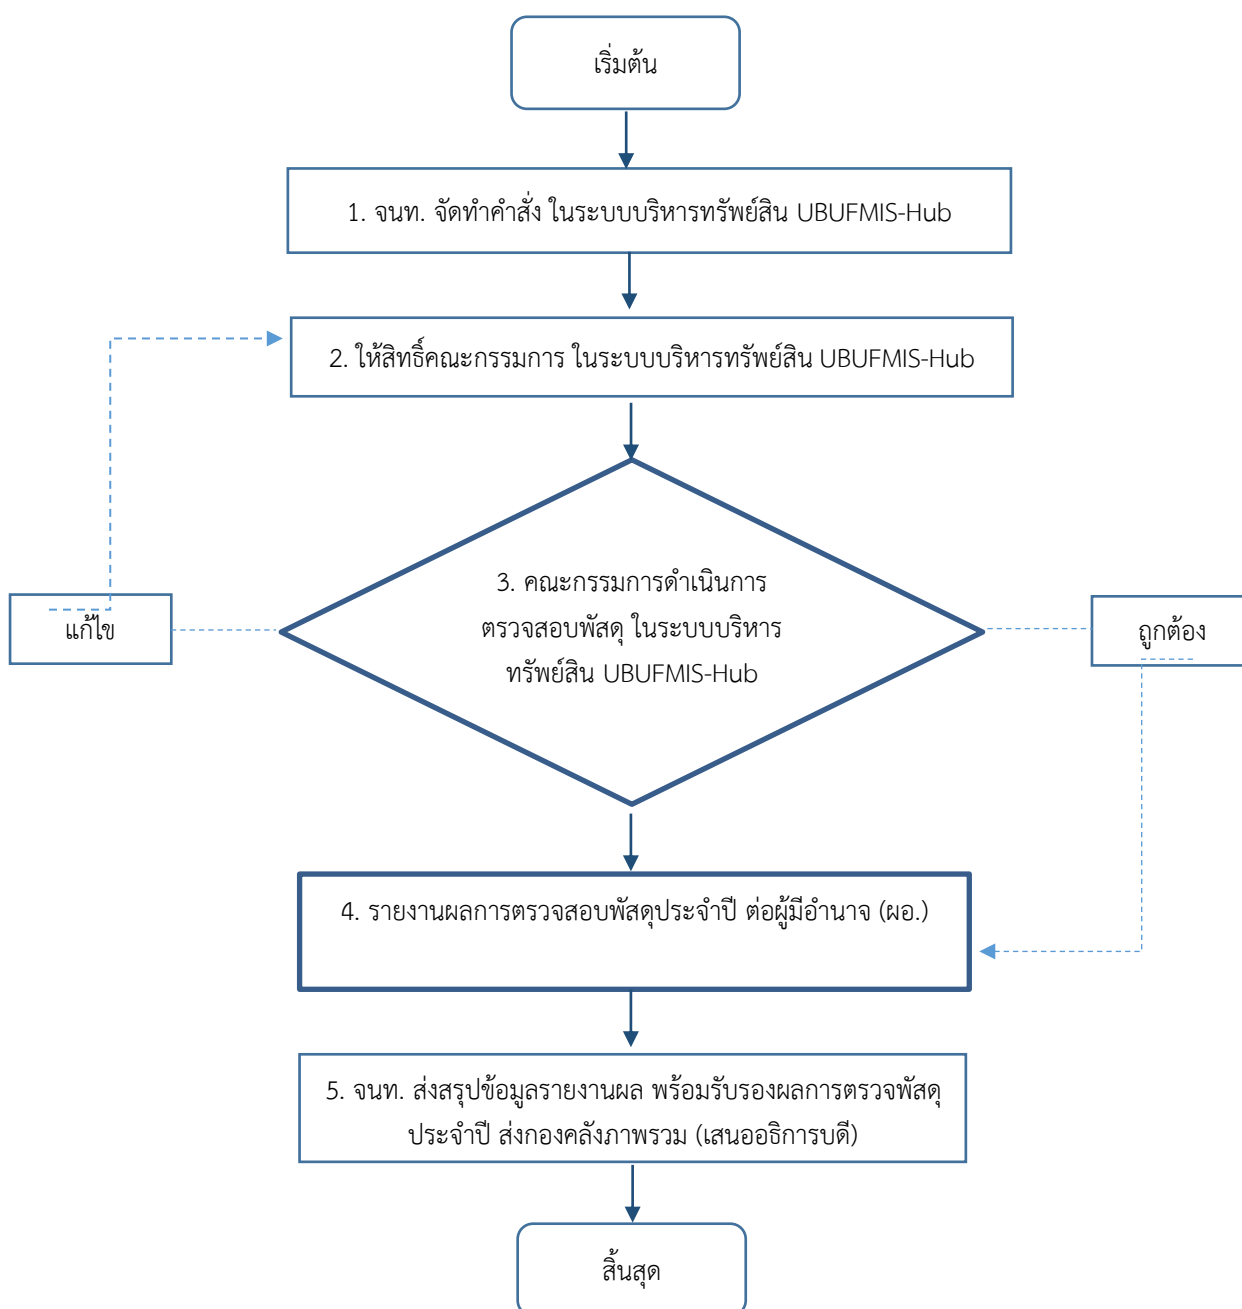 เริ่มต้น
1. จนท. จัดทำคำสั่ง ในระบบบริหารทรัพย์สิน UBUFMIS-Hub
2. ให้สิทธิ์คณะกรรมการ ในระบบบริหารทรัพย์สิน UBUFMIS-Hub
3. คณะกรรมการดำเนินการ
ตรวจสอบพัสดุ ในระบบบริหาร
ทรัพย์สิน UBUFMIS-Hub
แก้ไข
ถูกต้อง
4. รายงานผลการตรวจสอบพัสดุประจำปี ต่อผู้มีอำนาจ (ผอ.)
5. จนท. ส่งสรุปข้อมูลรายงานผล พร้อมรับรองผลการตรวจพัสดุ
ประจำปี ส่งกองคลังภาพรวม (เสนออธิการบดี)
สิ้นสุด